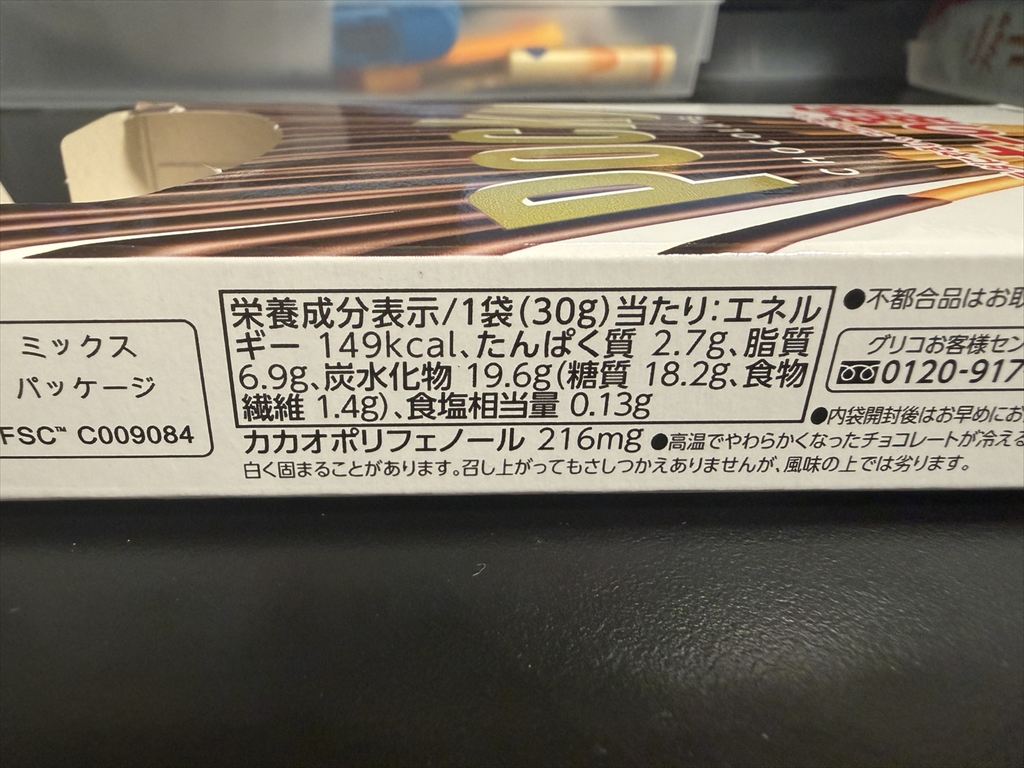 POCKY
CHOCOLATE
栄養成分表示/1袋(30g)当たり:エネル
ギー 149kcal、たんぱく質 2.7g、脂質
6.9g、炭水化物 19.6g(糖質 18.2g、食物
繊維 1.4g)、食塩相当量 0.13g
カカオポリフェノール 216mg ●高温でやわらかくなったチョコレートが冷える
白く固まることがあります。召し上がってもさしつかえありませんが、風味の上では劣ります。
ミックス
パッケージ
FSC™ C009084
●不都合品はお取
グリコお客様セン
0120-917
●内袋開封後はお早めにお